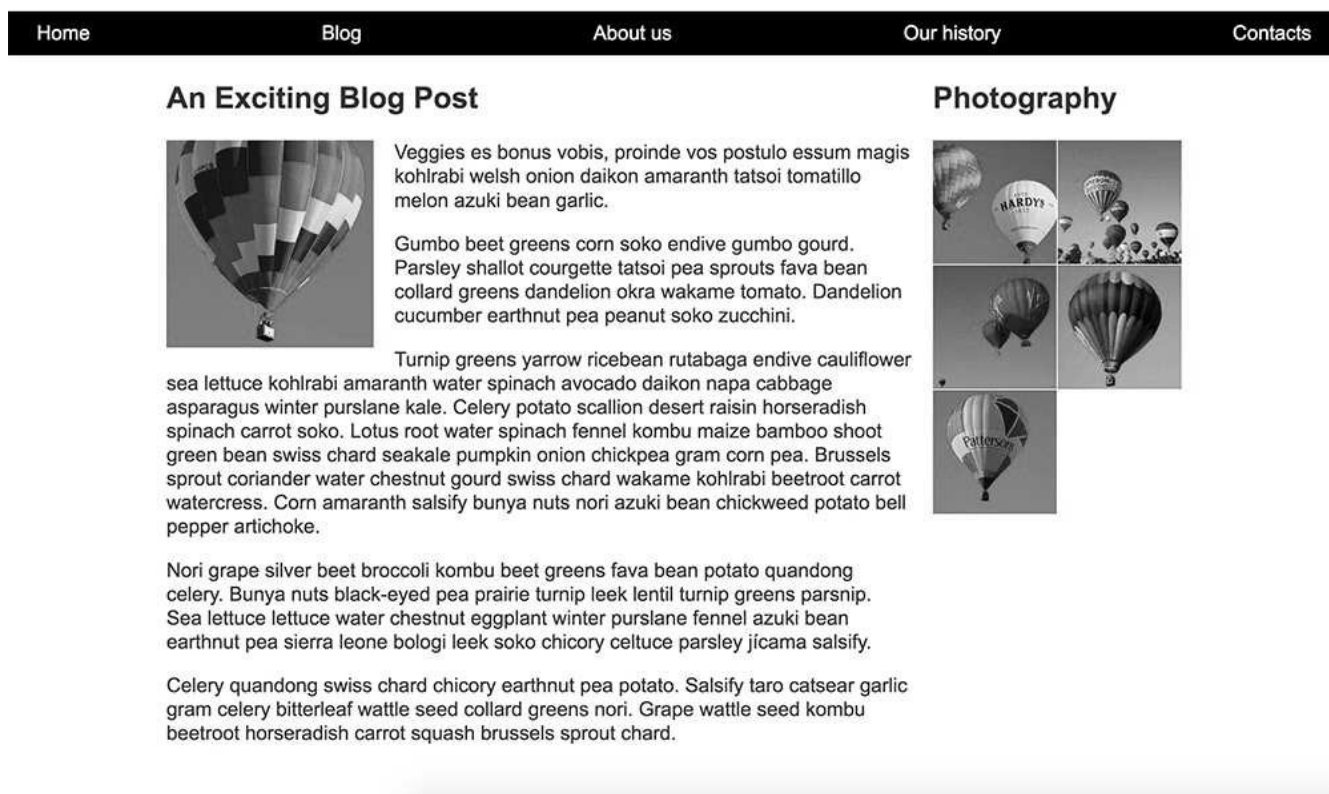 Home Blog About us Our history Contacts
An Exciting Blog Post
Veggies es bonus vobis, proinde vos postulo essum magis
kohlrabi welsh onion daikon amaranth tatsoi tomatillo
melon azuki bean garlic.
Gumbo beet greens corn soko endive gumbo gourd.
Parsley shallot courgette tatsoi pea sprouts fava bean
collard greens dandelion okra wakame tomato. Dandelion
cucumber earthnut pea peanut soko zucchini.
Turnip greens yarrow ricebean rutabaga endive cauliflower
sea lettuce kohlrabi amaranth water spinach avocado daikon napa cabbage
asparagus winter purslane kale. Celery potato scallion desert raisin horseradish
spinach carrot soko. Lotus root water spinach fennel kombu maize bamboo shoot
green bean swiss chard seakale pumpkin onion chickpea gram corn pea. Brussels
sprout coriander water chestnut gourd swiss chard wakame kohlrabi beetroot carrot
watercress. Corn amaranth salsify bunya nuts nori azuki bean chickweed potato bell
pepper artichoke.
Nori grape silver beet broccoli kombu beet greens fava bean potato quandong
celery. Bunya nuts black-eyed pea prairie turnip leek lentil turnip greens parsnip.
Sea lettuce lettuce water chestnut eggplant winter purslane fennel azuki bean
earthnut pea sierra leone bologi leek soko chicory celtuce parsley jícama salsify.
Celery quandong swiss chard chicory earthnut pea potato. Salsify taro catsear garlic
gram celery bitterleaf wattle seed collard greens nori. Grape wattle seed kombu
beetroot horseradish carrot squash brussels sprout chard.
Photography
HARDYS
Patterson